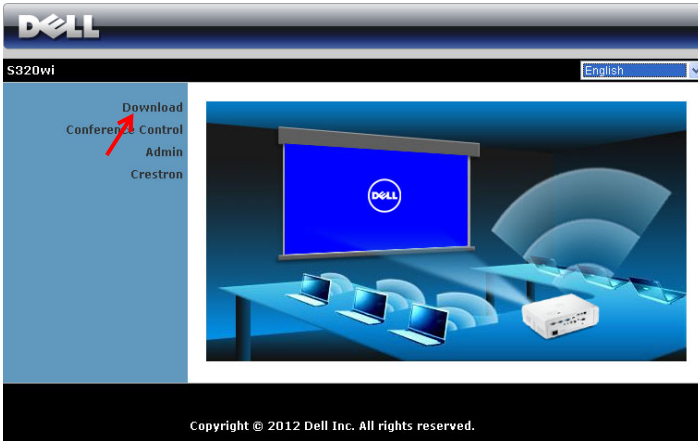 DELL
S320wi
English
Download
Conference Control
Admin
Crestron
DELL
Copyright © 2012 Dell Inc. All rights reserved.